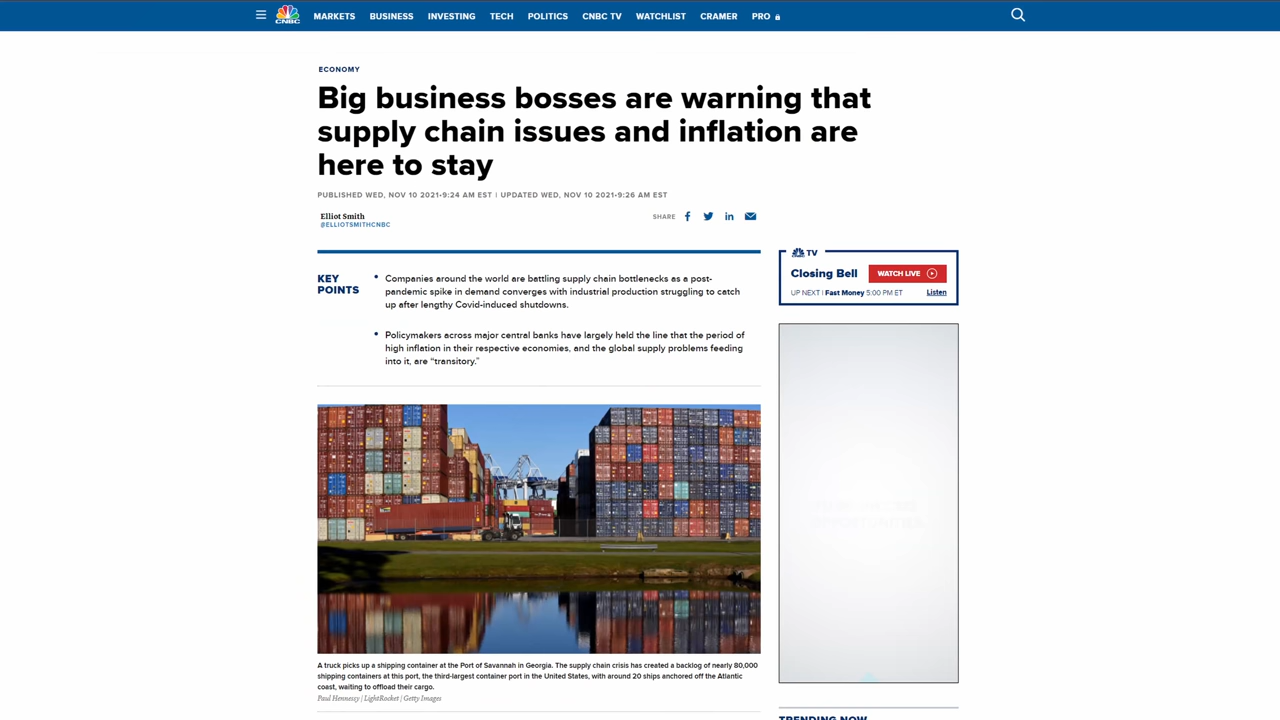 CNBC
MARKETS BUSINESS INVESTING TECH POLITICS CNBC TV WATCHLIST CRAMER PRO
ECONOMY
Big business bosses are warning that
supply chain issues and inflation are
here to stay
PUBLISHED WED, NOV 10 2021•9:24 AM EST | UPDATED WED, NOV 10 2021•9:26 AM EST
Elliot Smith
@ELLIOTSMITHCNBC
SHARE
KEY
POINTS
Companies around the world are battling supply chain bottlenecks as a post-
pandemic spike in demand converges with industrial production struggling to catch
up after lengthy Covid-induced shutdowns.
Policymakers across major central banks have largely held the line that the period of
high inflation in their respective economies, and the global supply problems feeding
into it, are “transitory.”
TV
Closing Bell WATCH LIVE
UP NEXT | Fast Money 5:00 PM ET Listen
A truck picks up a shipping container at the Port of Savannah in Georgia. The supply chain crisis has created a backlog of nearly 80,000
shipping containers at this port, the third-largest container port in the United States, with around 20 ships anchored off the Atlantic
coast, waiting to offload their cargo.
Paul Hennessy | LightRocket | Getty Images
TRENDING NOW